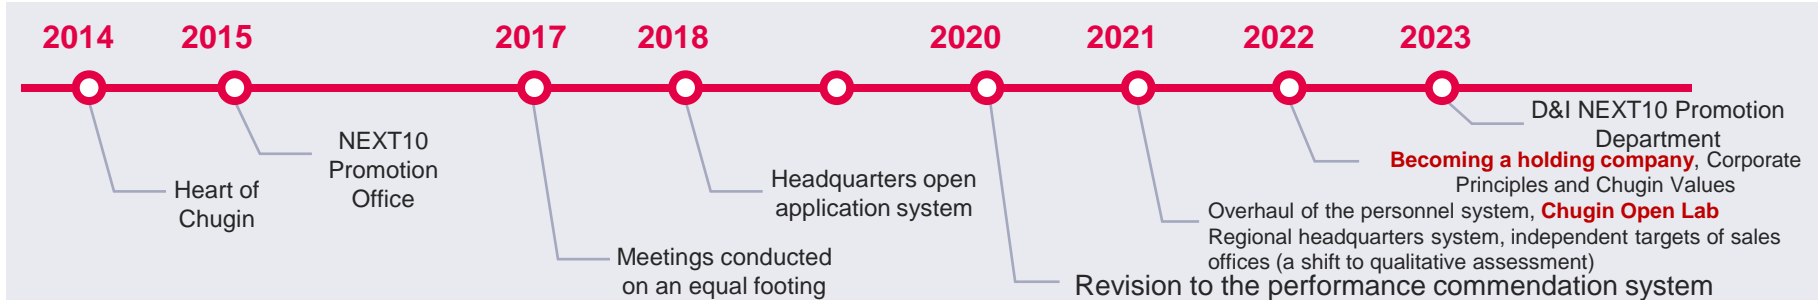 2014 2015 2017 2018 2020 2021 2022 2023
Heart of
Chugin
NEXT10
Promotion
Office
Meetings conducted
on an equal footing
Headquarters open
application system
Revision to the performance commendation system
Overhaul of the personnel system, Chugin Open Lab
Regional headquarters system, independent targets of sales
offices (a shift to qualitative assessment)
Becoming a holding company, Corporate
Principles and Chugin Values
D&I NEXT10 Promotion
Department